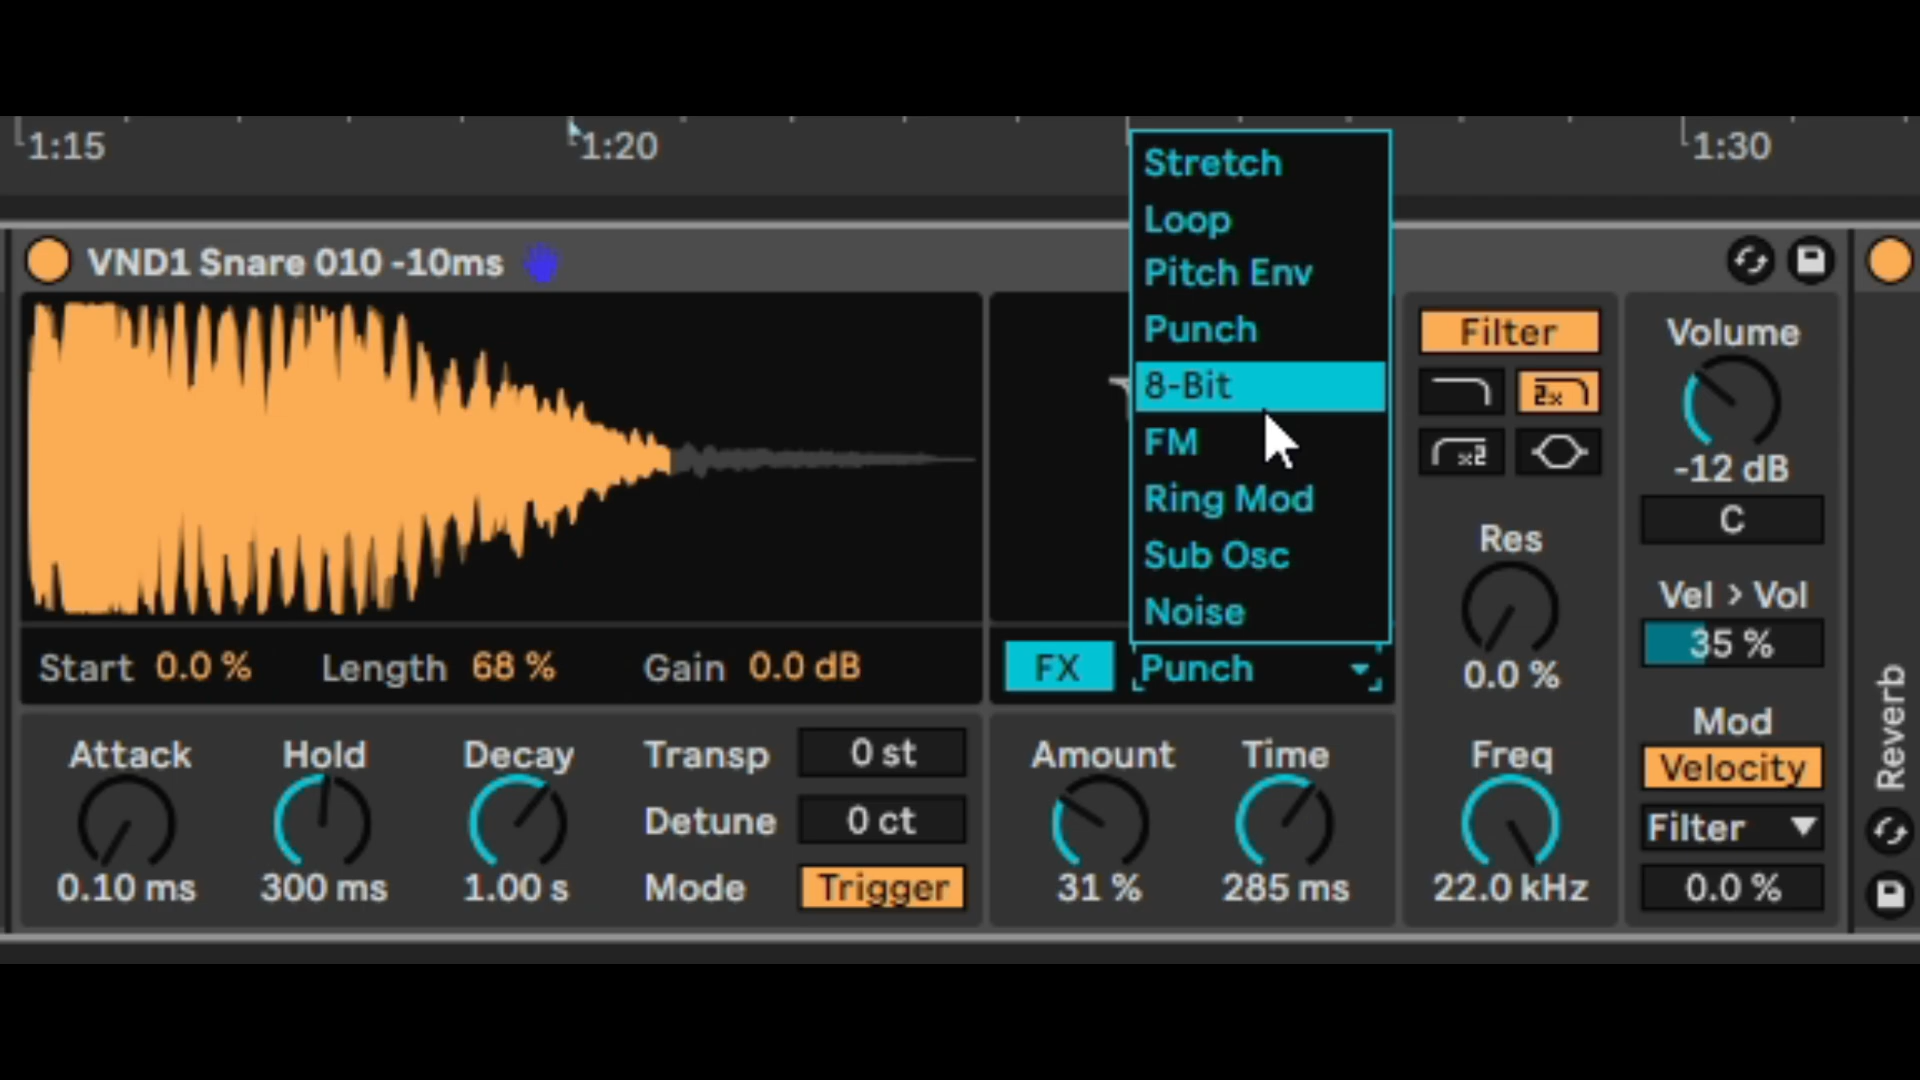 1:15
1:20
1:30
Stretch
Loop
Pitch Env
Punch
8-Bit
FM
Ring Mod
Sub Osc
Noise
VND1 Snare 010 -10ms
Start 0.0 % Length 68 % Gain 0.0 dB
FX Punch
Attack
0.10 ms
Hold
300 ms
Decay
1.00 s
Transp 0 st
Detune 0 ct
Mode Trigger
Amount
31 %
Time
285 ms
Filter
2x
x2
Res
0.0 %
Freq
22.0 kHz
Volume
-12 dB
C
Vel > Vol
35 %
Mod
Velocity
Filter
0.0 %
Reverb